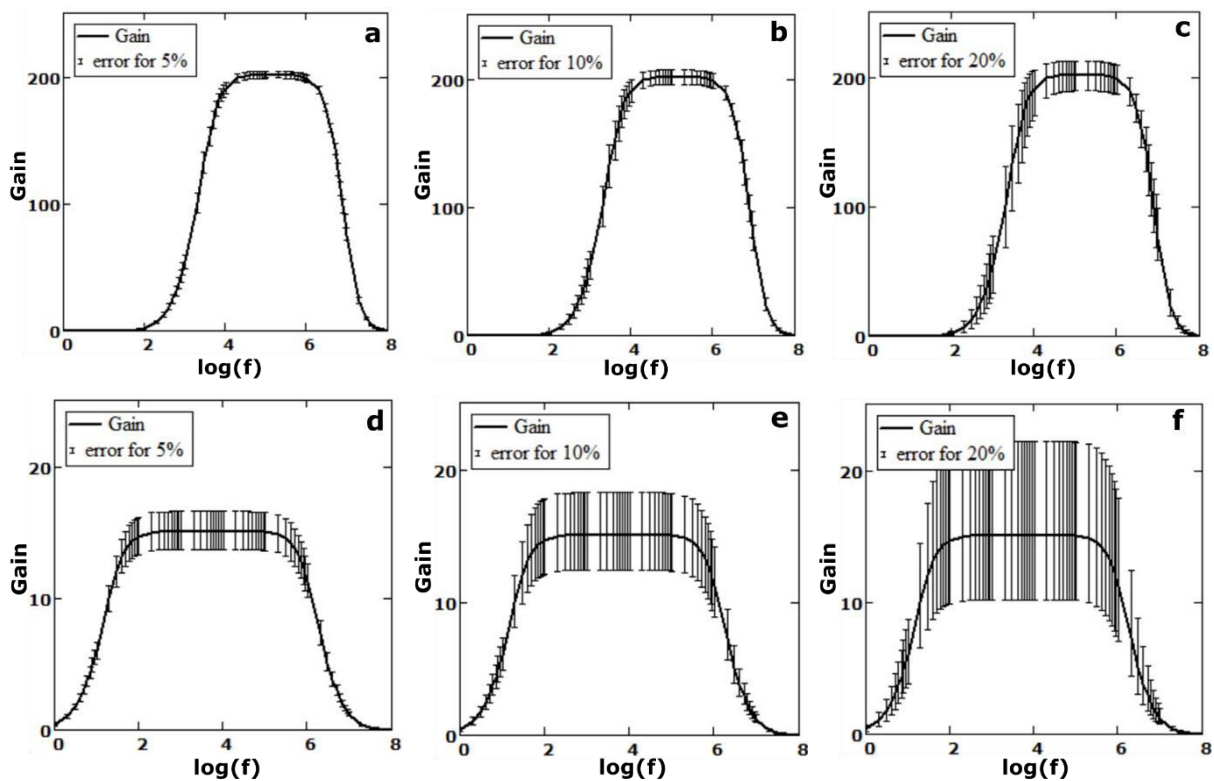 a
Gain
error for 5%
200
100
0
Gain
0 2 4 6 8
log(f)
b
Gain
error for 10%
200
100
0
Gain
0 2 4 6 8
log(f)
c
Gain
error for 20%
200
100
0
Gain
0 2 4 6 8
log(f)
d
Gain
error for 5%
20
10
0
Gain
0 2 4 6 8
log(f)
e
Gain
error for 10%
20
10
0
Gain
0 2 4 6 8
log(f)
f
Gain
error for 20%
20
10
0
Gain
0 2 4 6 8
log(f)